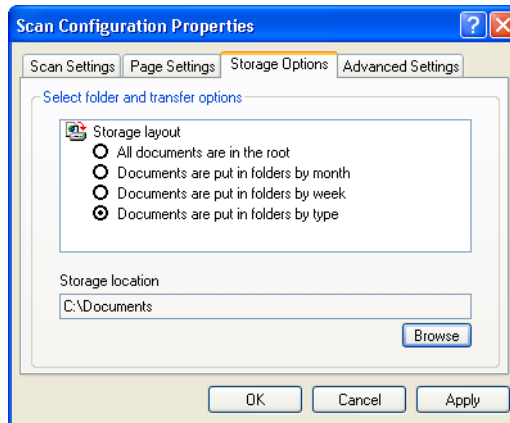 Scan Configuration Properties
Scan Settings Page Settings Storage Options Advanced Settings
Select folder and transfer options
Storage layout
All documents are in the root
Documents are put in folders by month
Documents are put in folders by week
Documents are put in folders by type
Storage location
C:\Documents
Browse
OK Cancel Apply